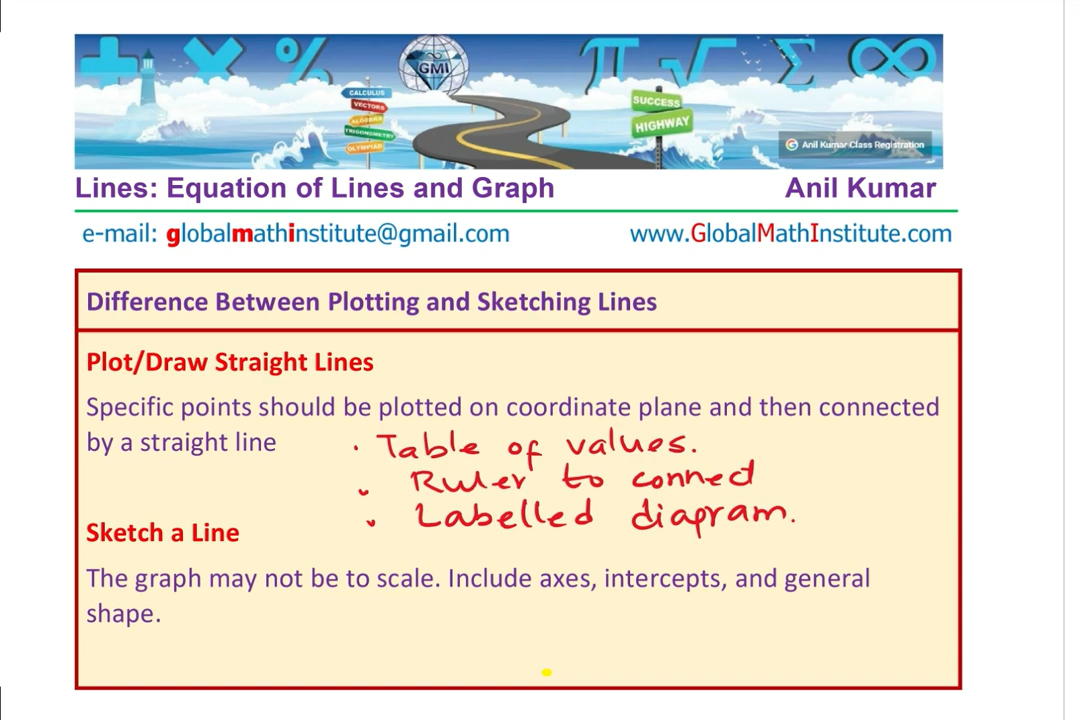 GMI
CALCULUS
VECTORS
ALGEBRA
TRIGONOMETRY
OLYMPIAD
SUCCESS
HIGHWAY
Anil Kumar Class Registration
Lines: Equation of Lines and Graph Anil Kumar
e-mail: globalmathinstitute@gmail.com www.GlobalMathInstitute.com
Difference Between Plotting and Sketching Lines
Plot/Draw Straight Lines
Specific points should be plotted on coordinate plane and then connected
by a straight line
· Table of values.
· Ruler to connect
· Labelled diagram.
Sketch a Line
The graph may not be to scale. Include axes, intercepts, and general
shape.